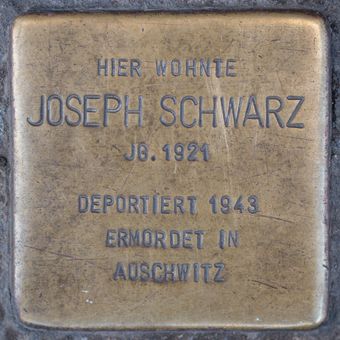 HIER WOHNTE
JOSEPH SCHWARZ
JG. 1921
DEPORTIERT 1943
ERMORDET IN
AUSCHWITZ